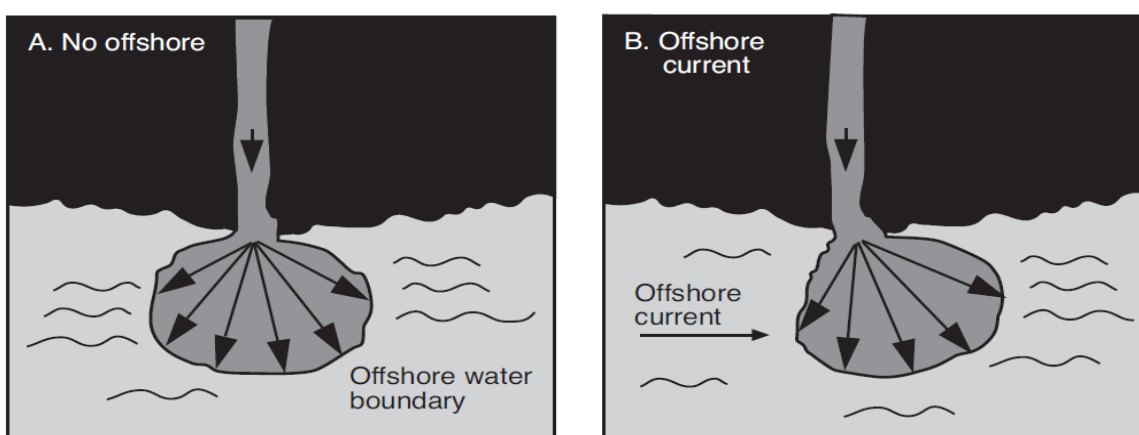 A. No offshore
Offshore water
boundary
B. Offshore
current
Offshore
current